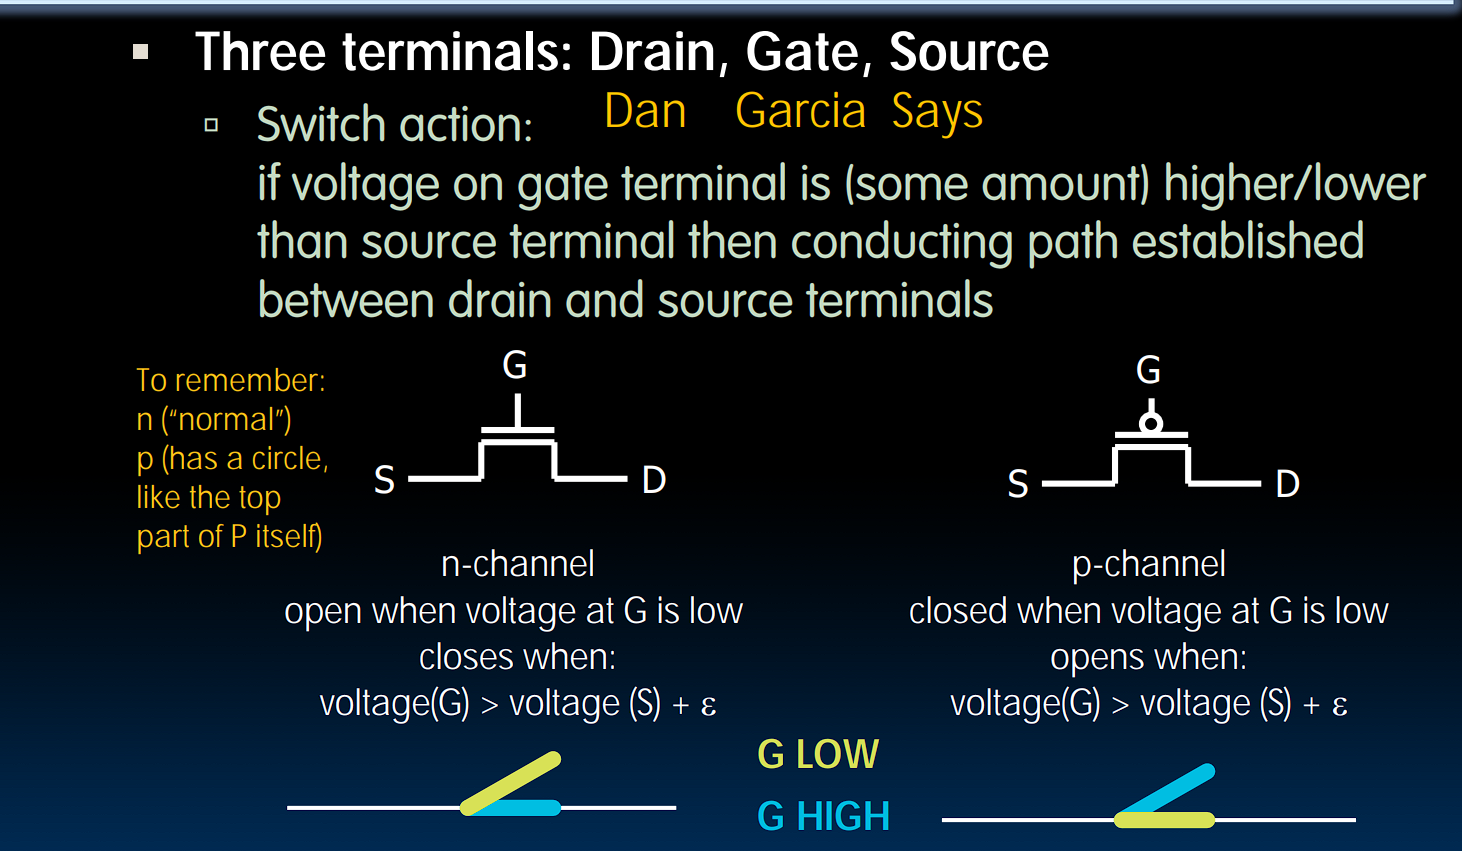 Three terminals: Drain, Gate, Source
Dan Garcia Says
Switch action:
if voltage on gate terminal is (some amount) higher/lower
than source terminal then conducting path established
between drain and source terminals
To remember:
n (“normal”)
p (has a circle,
like the top
part of P itself)
G
S
D
n-channel
open when voltage at G is low
closes when:
voltage(G) > voltage (S) + ε
G
S
D
p-channel
closed when voltage at G is low
opens when:
voltage(G) > voltage (S) + ε
G LOW
G HIGH